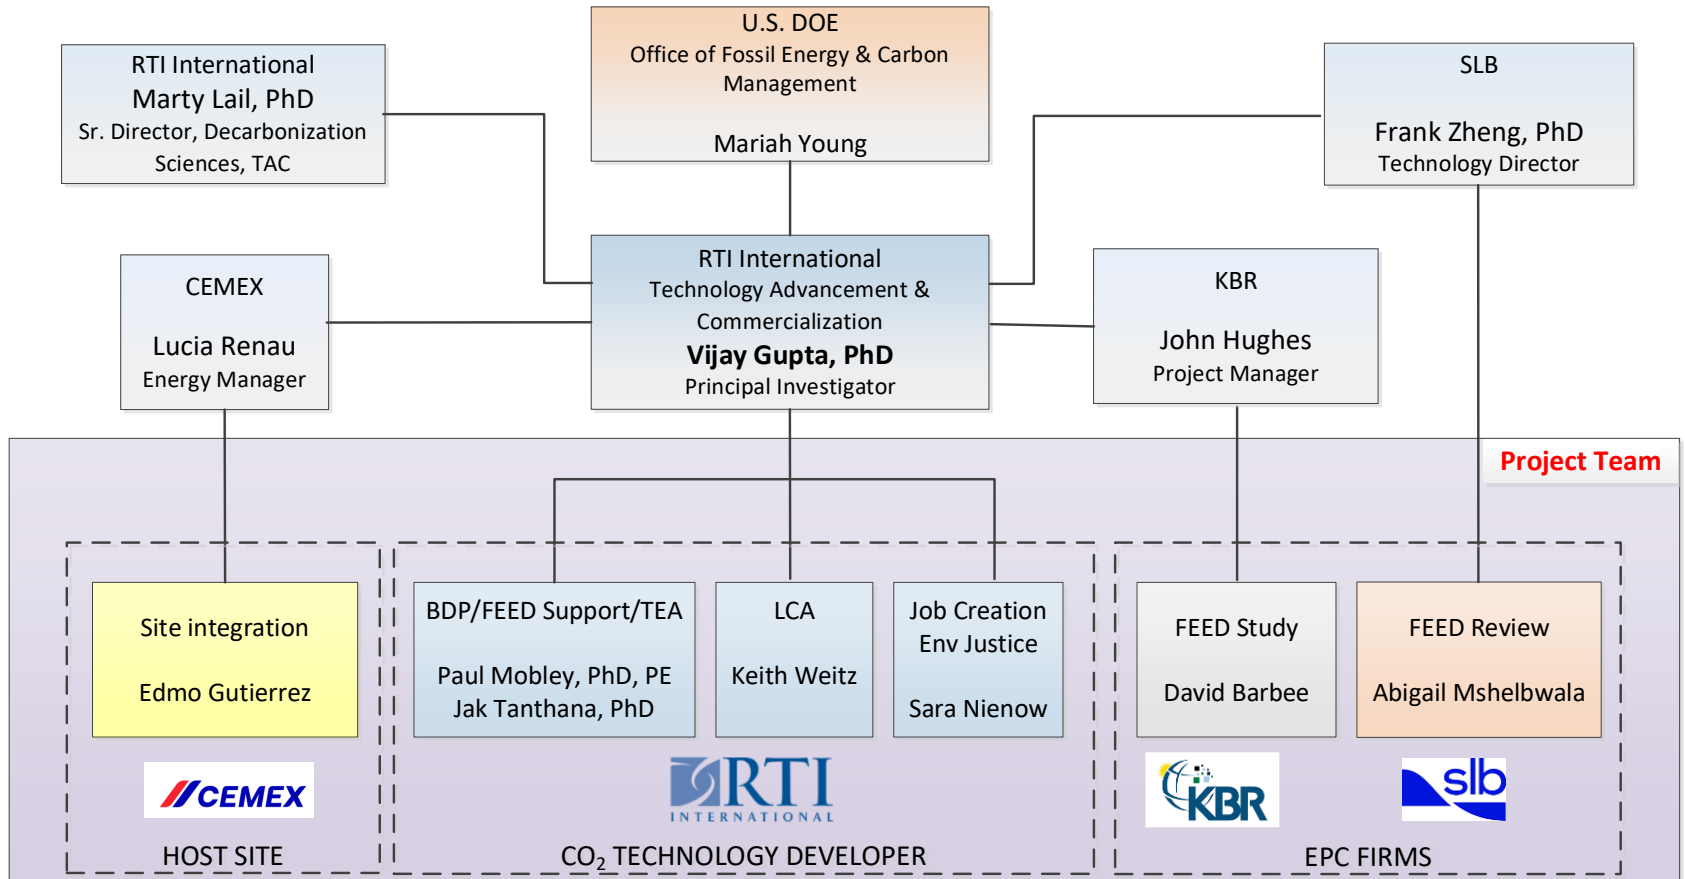 U.S. DOE
Office of Fossil Energy & Carbon
Management
Mariah Young
RTI International
Marty Lail, PhD
Sr. Director, Decarbonization
Sciences, TAC
SLB
Frank Zheng, PhD
Technology Director
CEMEX
Lucia Renau
Energy Manager
RTI International
Technology Advancement &
Commercialization
Vijay Gupta, PhD
Principal Investigator
KBR
John Hughes
Project Manager
Project Team
Site integration
Edmo Gutierrez
BDP/FEED Support/TEA
Paul Mobley, PhD, PE
Jak Tanthana, PhD
LCA
Keith Weitz
Job Creation
Env Justice
Sara Nienow
FEED Study
David Barbee
FEED Review
Abigail Mshelbwala
CEMEX
RTI
INTERNATIONAL
KBR
slb
HOST SITE
CO₂ TECHNOLOGY DEVELOPER
EPC FIRMS